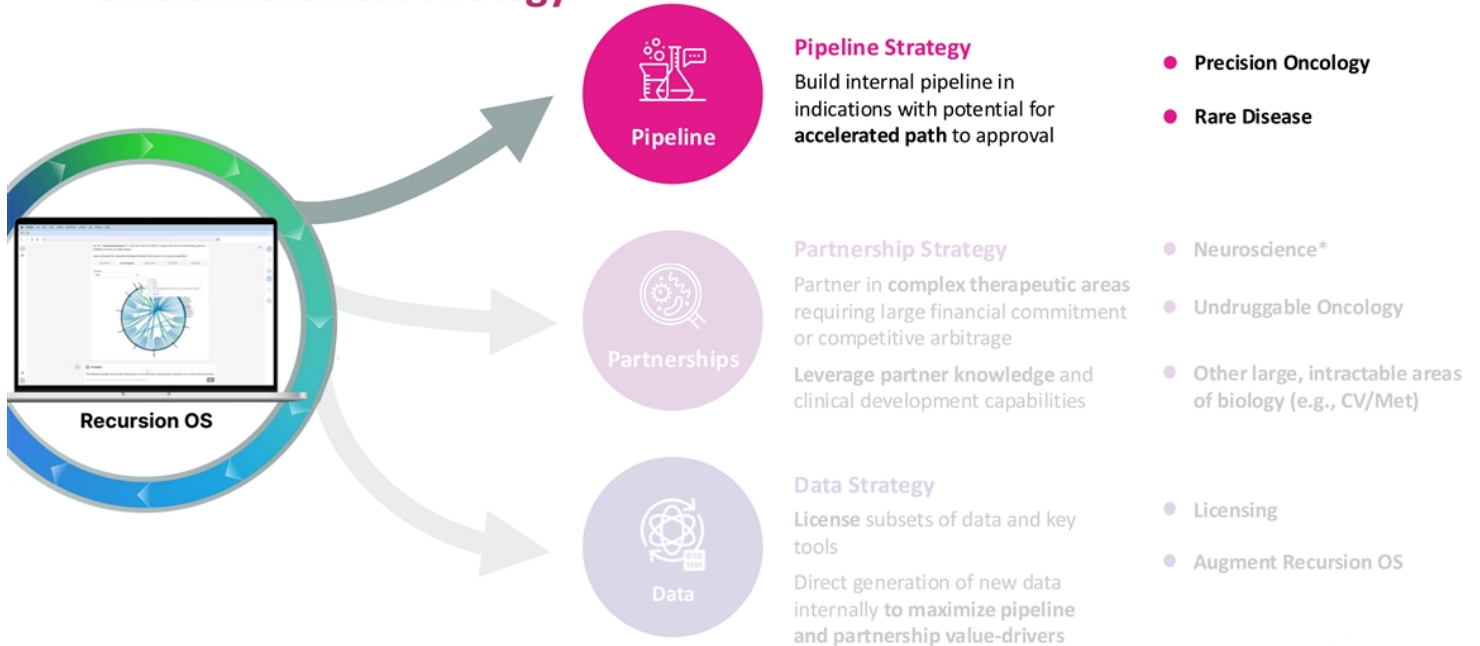 Pipeline
Pipeline Strategy
Build internal pipeline in
indications with potential for
accelerated path to approval
Precision Oncology
Rare Disease
Recursion OS
Partnerships
Partnership Strategy
Partner in complex therapeutic areas
requiring large financial commitment
or competitive arbitrage
Leverage partner knowledge and
clinical development capabilities
Neuroscience*
Undruggable Oncology
Other large, intractable areas
of biology (e.g., CV/Met)
010
1101
Data
Data Strategy
License subsets of data and key
tools
Direct generation of new data
internally to maximize pipeline
and partnership value-drivers
Licensing
Augment Recursion OS